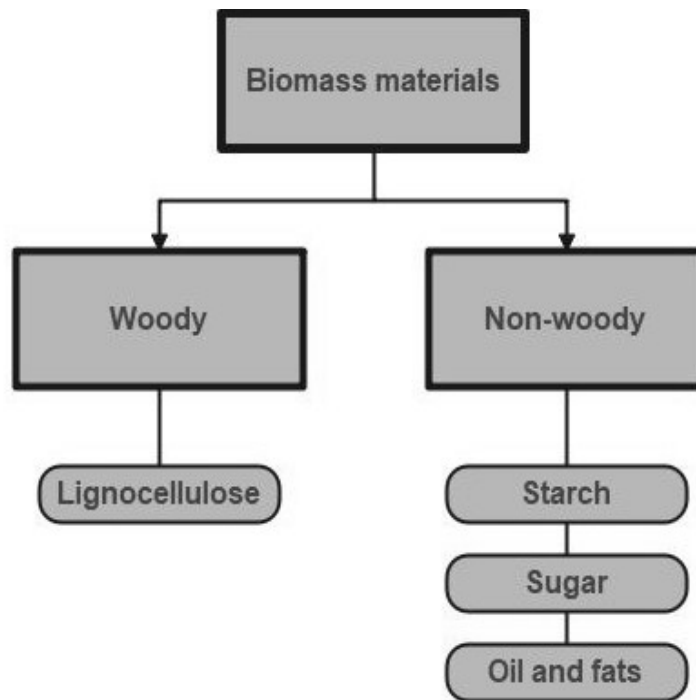 Biomass materials
Woody
Non-woody
Lignocellulose
Starch
Sugar
Oil and fats